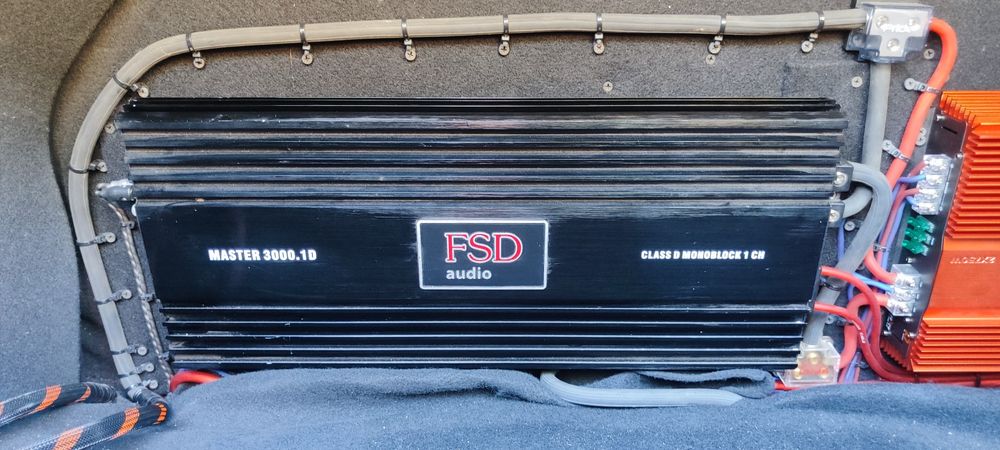 MASTER 3000.1D
FSD
audio
CLASS D MONOBLOCK 1 CH